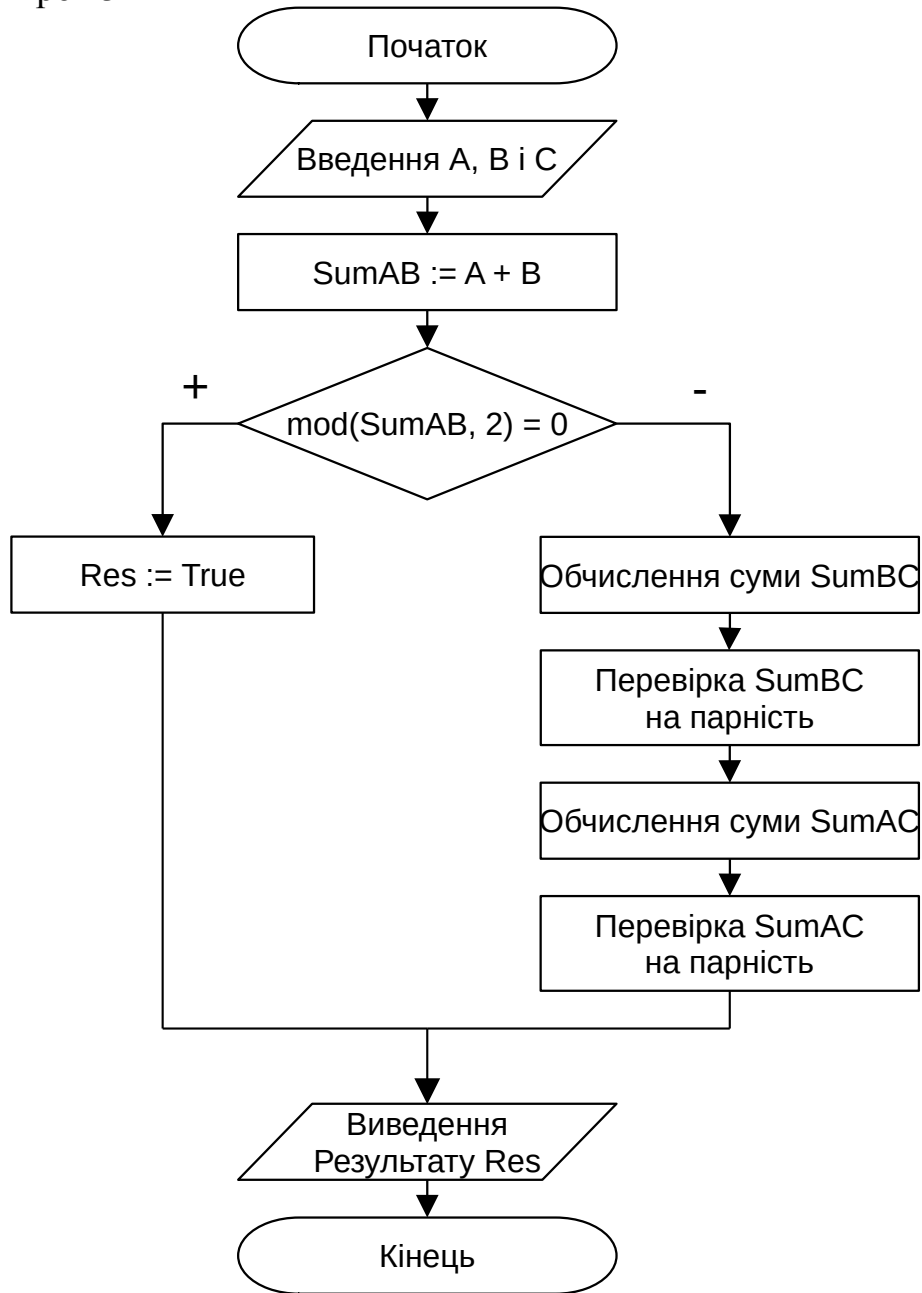 Початок
Введення A, B і C
SumAB := A + B
+
-
mod(SumAB, 2) = 0
Res := True
Обчислення суми SumBC
Перевірка SumBC
на парність
Обчислення суми SumAC
Перевірка SumAC
на парність
Виведення
Результату Res
Кінець